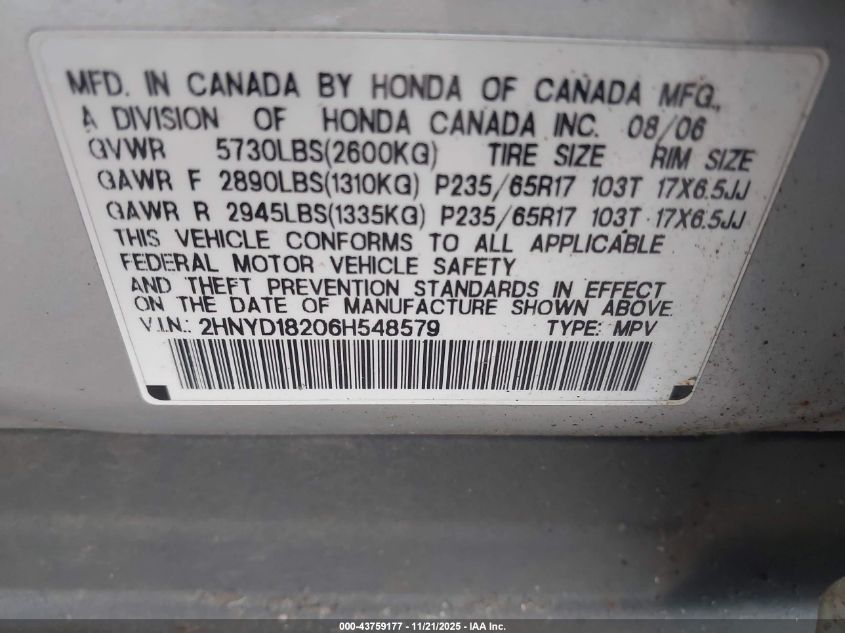 MFD. IN CANADA BY HONDA OF CANADA MFG.,
A DIVISION OF HONDA CANADA INC. 08/06
GVWR 5730LBS(2600KG) TIRE SIZE RIM SIZE
GAWR F 2890LBS(1310KG) P235/65R17 103T 17X6.5JJ
GAWR R 2945LBS(1335KG) P235/65R17 103T 17X6.5JJ
THIS VEHICLE CONFORMS TO ALL APPLICABLE
FEDERAL MOTOR VEHICLE SAFETY
AND THEFT PREVENTION STANDARDS IN EFFECT
ON THE DATE OF MANUFACTURE SHOWN ABOVE.
V.I.N.: 2HNYD18206H548579 TYPE: MPV
000-43759177 - 11/21/2025 - IAA Inc.